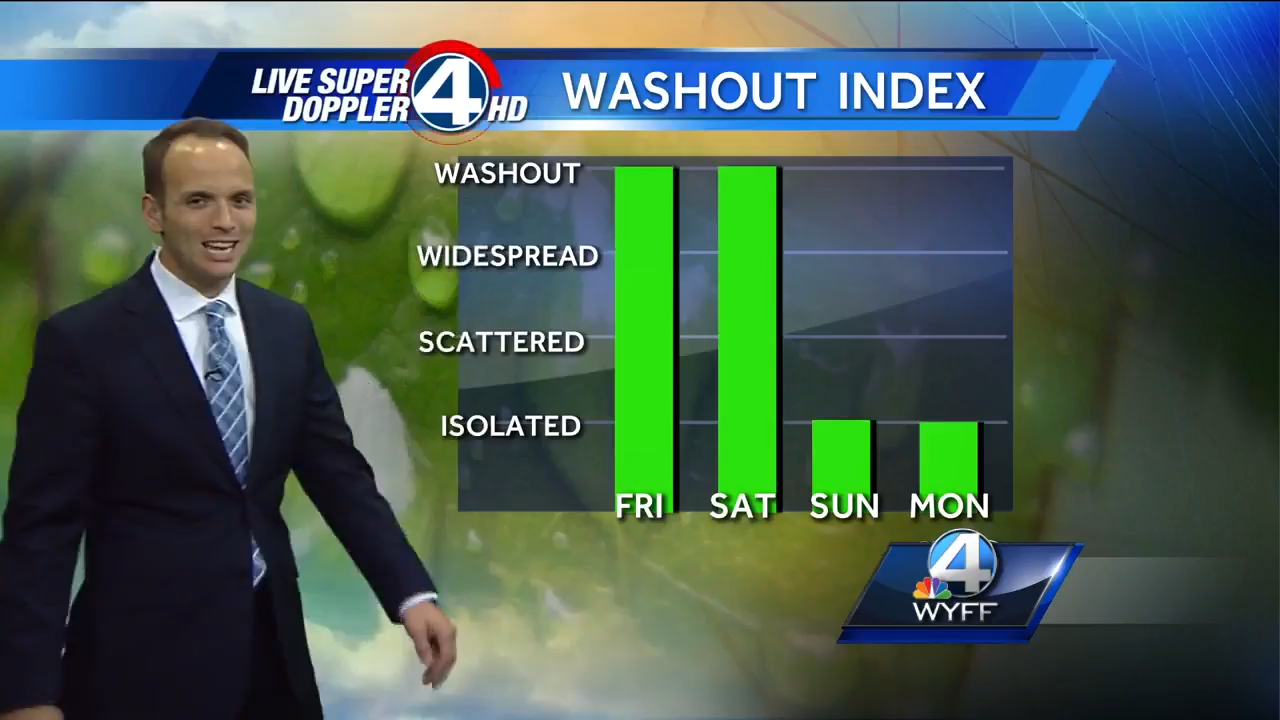 LIVE SUPER
DOPPLER 4 HD
WASHOUT INDEX
WASHOUT
WIDESPREAD
SCATTERED
ISOLATED
FRI SAT SUN MON
4
WYFF